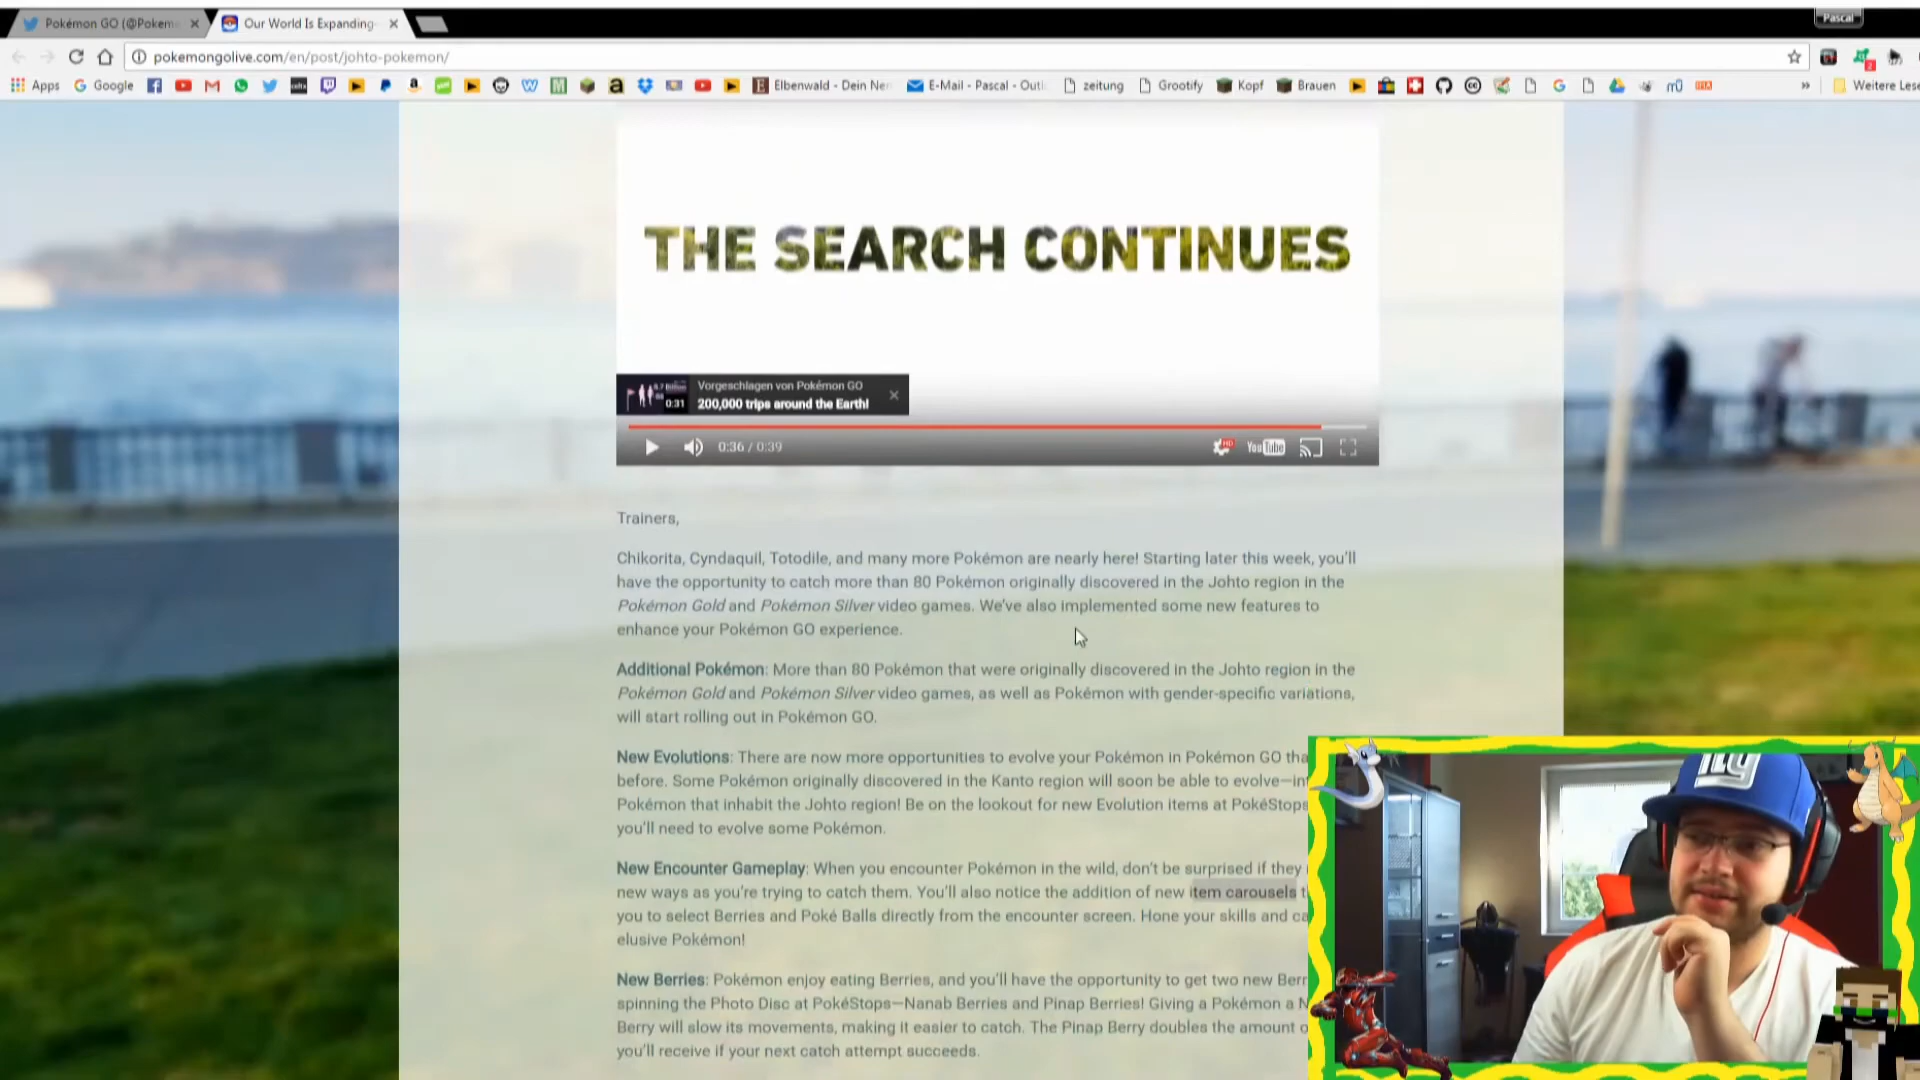 Pokémon GO (@Pokem
Our World Is Expanding
Pascal
pokemongolive.com/en/post/johto-pokemon/
Apps Google Elbenwald - Dein Ne E-Mail - Pascal - Outl zeitung Grootify Kopf Brauen » Weitere Lese
THE SEARCH CONTINUES
Vorgeschlagen von Pokémon GO
200,000 trips around the Earth!
0:31
0:36 / 0:39
HD
YouTube
Trainers,
Chikorita, Cyndaquil, Totodile, and many more Pokémon are nearly here! Starting later this week, you'll
have the opportunity to catch more than 80 Pokémon originally discovered in the Johto region in the
Pokémon Gold and Pokémon Silver video games. We've also implemented some new features to
enhance your Pokémon GO experience.
Additional Pokémon: More than 80 Pokémon that were originally discovered in the Johto region in the
Pokémon Gold and Pokémon Silver video games, as well as Pokémon with gender-specific variations,
will start rolling out in Pokémon GO.
New Evolutions: There are now more opportunities to evolve your Pokémon in Pokémon GO tha
before. Some Pokémon originally discovered in the Kanto region will soon be able to evolve—in
Pokémon that inhabit the Johto region! Be on the lookout for new Evolution items at PokéStops
you'll need to evolve some Pokémon.
New Encounter Gameplay: When you encounter Pokémon in the wild, don't be surprised if they
new ways as you're trying to catch them. You'll also notice the addition of new item carousels t
you to select Berries and Poké Balls directly from the encounter screen. Hone your skills and ca
elusive Pokémon!
New Berries: Pokémon enjoy eating Berries, and you'll have the opportunity to get two new Berr
spinning the Photo Disc at PokéStops—Nanab Berries and Pinap Berries! Giving a Pokémon a N
Berry will slow its movements, making it easier to catch. The Pinap Berry doubles the amount o
you'll receive if your next catch attempt succeeds.
ny